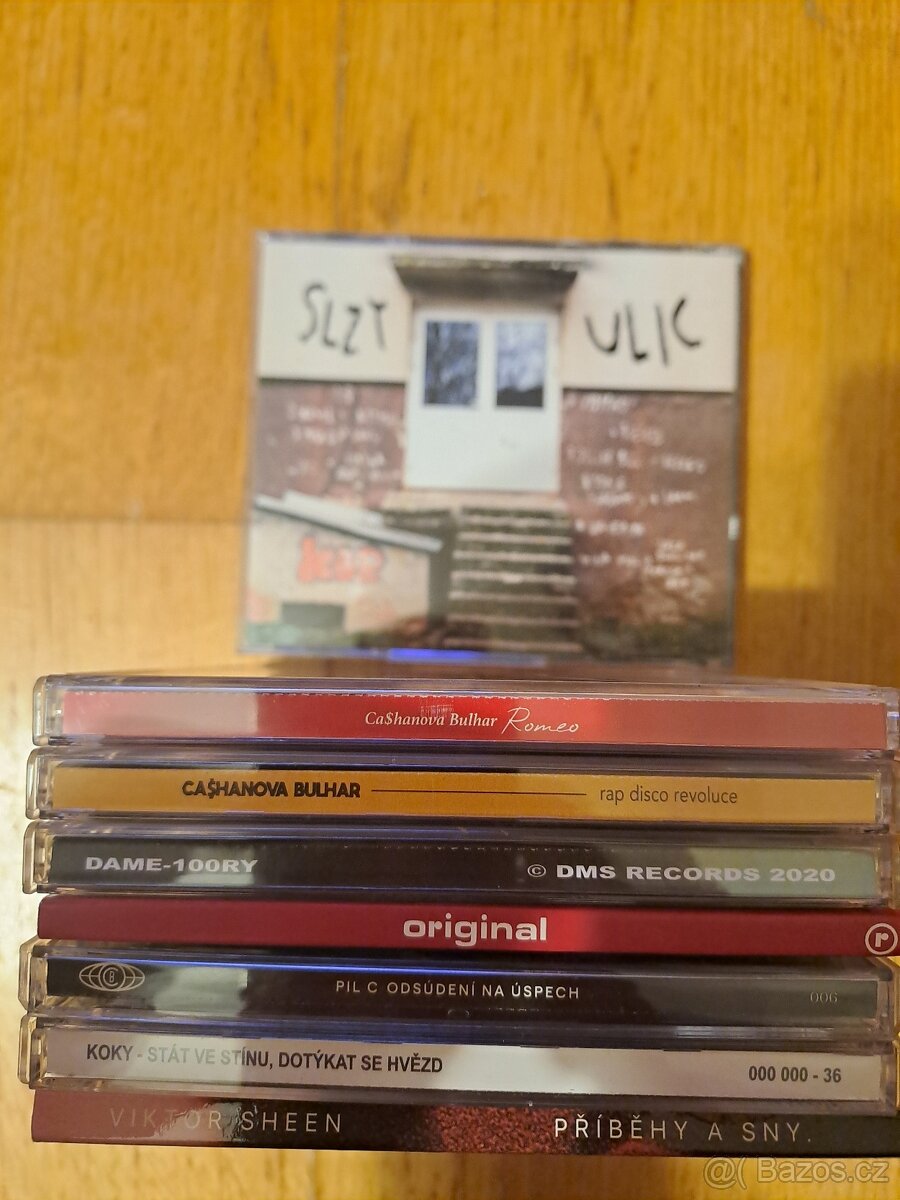 SLZY ULIC
Ca$hanova Bulhar Romeo
CA$HANOVA BULHAR rap disco revoluce
DAME-100RY © DMS RECORDS 2020
original r
PIL C ODSÚDENÍ NA ÚSPECH 006
KOKY - STÁT VE STÍNU, DOTÝKAT SE HVĚZD 000 000 - 36
VIKTOR SHEEN PŘÍBĚHY A SNY.
@( Bazos.cz